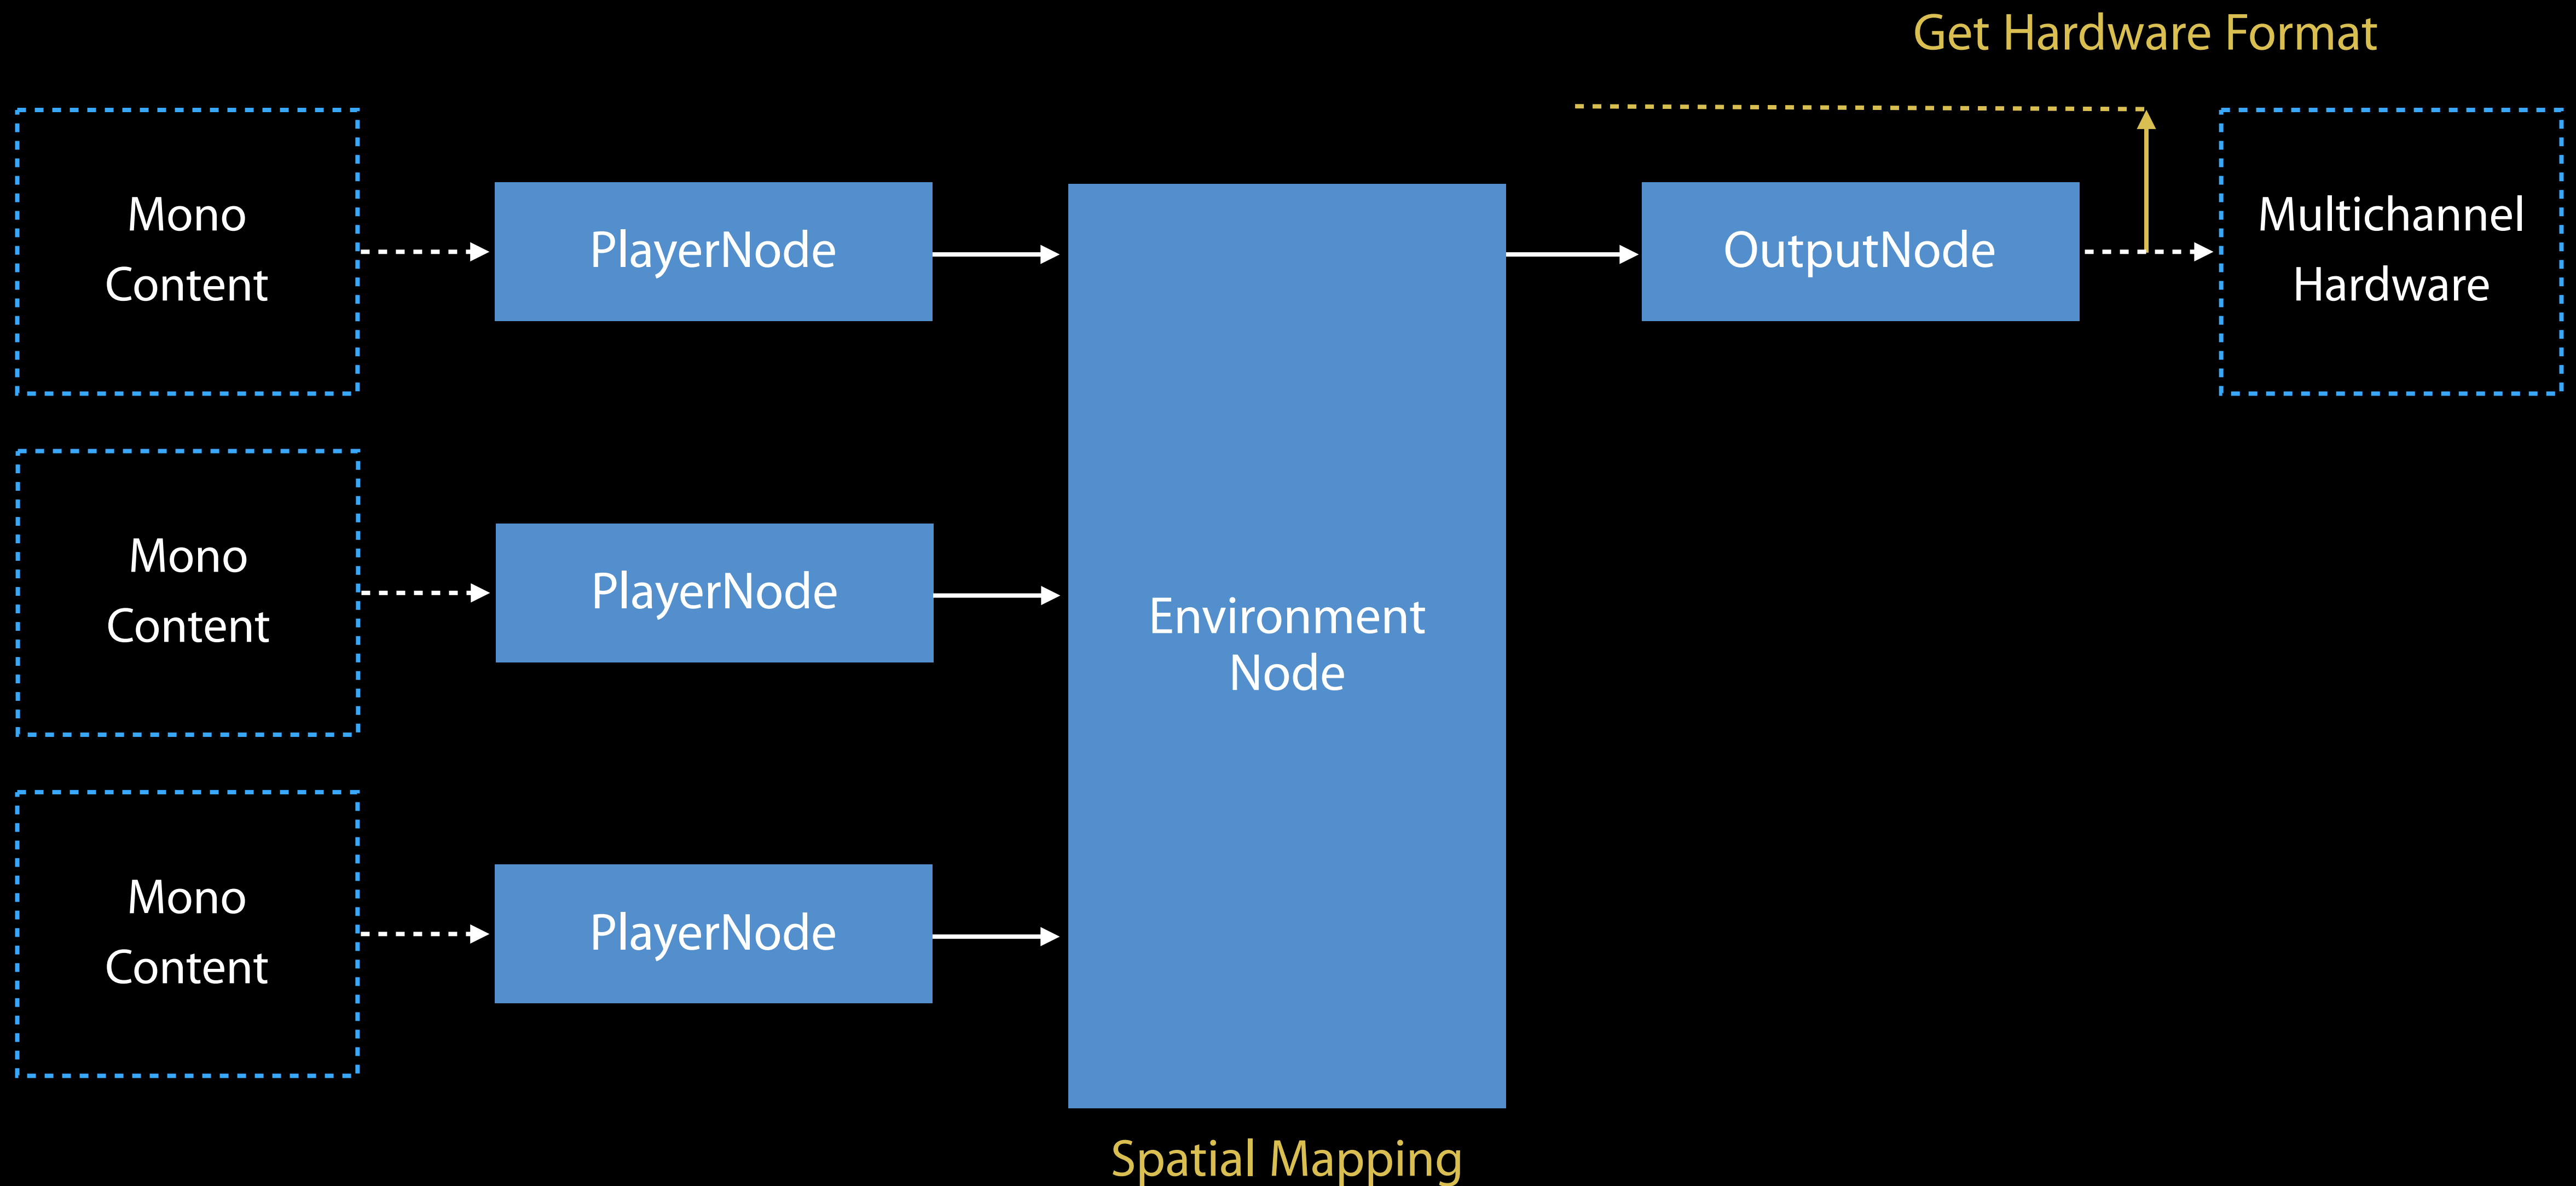 Get Hardware Format
Mono
Content
PlayerNode
OutputNode
Multichannel
Hardware
Mono
Content
PlayerNode
Environment
Node
Mono
Content
PlayerNode
Spatial Mapping